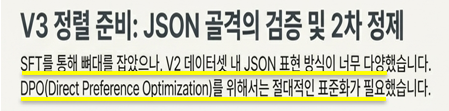 V3 정렬 준비: JSON 골격의 검증 및 2차 정제
SFT를 통해 뼈대를 잡았으나, V2 데이터셋 내 JSON 표현 방식이 너무 다양했습니다.
DPO(Direct Preference Optimization)를 위해서는 절대적인 표준화가 필요했습니다.